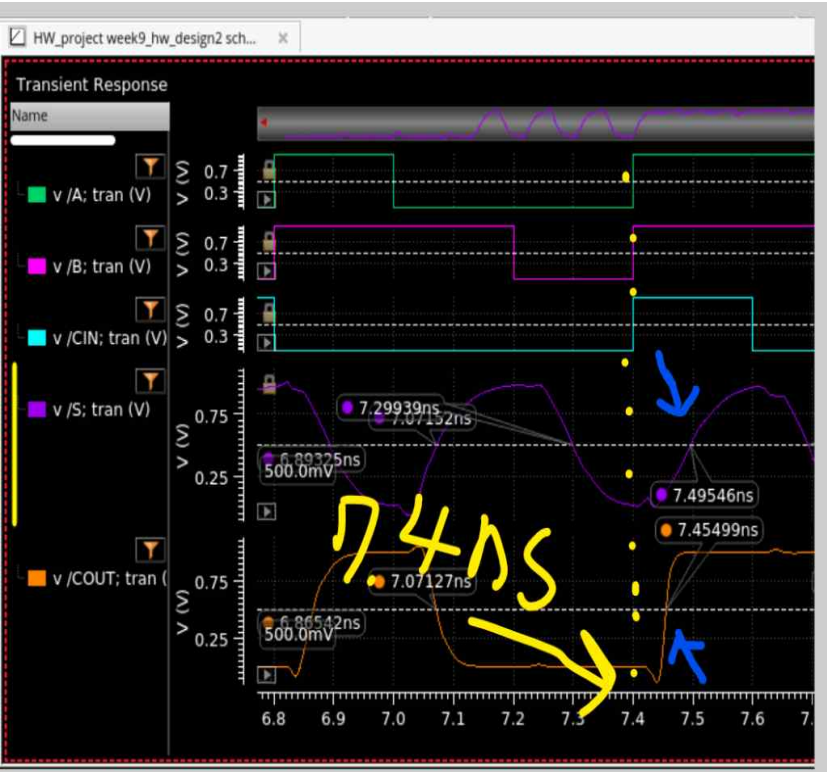 HW_project week9_hw_design2 sch... ×
Transient Response
Name
v /A; tran (V)
(V) V
0.7
0.3
v /B; tran (V)
(V) V
0.7
0.3
v /CIN; tran (V)
(V) V
0.7
0.3
v /S; tran (V)
V (V)
0.75
0.25
7.29939ns
7.07152ns
6.89325ns
500.0mV
7.49546ns
7.45499ns
7.4ns
v /COUT; tran (
V (V)
0.75
0.25
7.07127ns
6.86542ns
500.0mV
6.8 6.9 7.0 7.1 7.2 7.3 7.4 7.5 7.6 7.